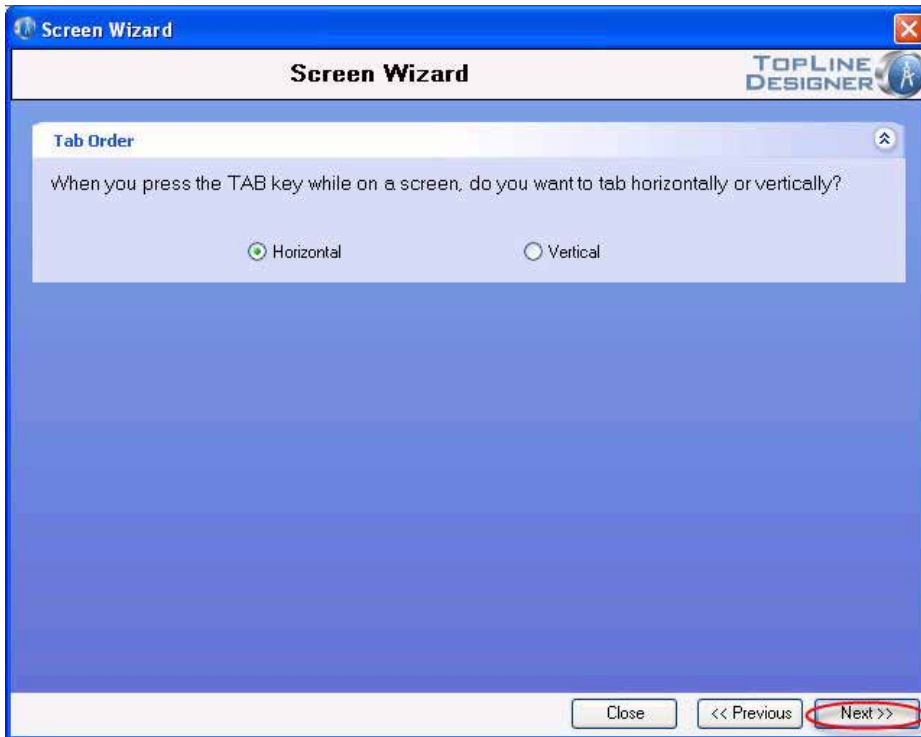 Screen Wizard
Screen Wizard
TOPLINE
DESIGNER
Tab Order
When you press the TAB key while on a screen, do you want to tab horizontally or vertically?
Horizontal Vertical
Close << Previous Next >>